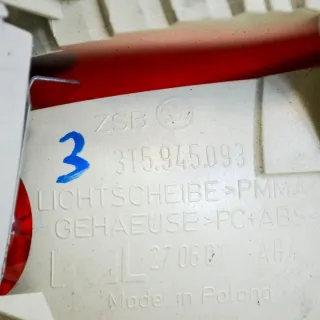 ZSB
3
3T5.945.093
LICHTSCHEIBE >PMMA<
GEHAEUSE >PC+ABS<
Made in Poland